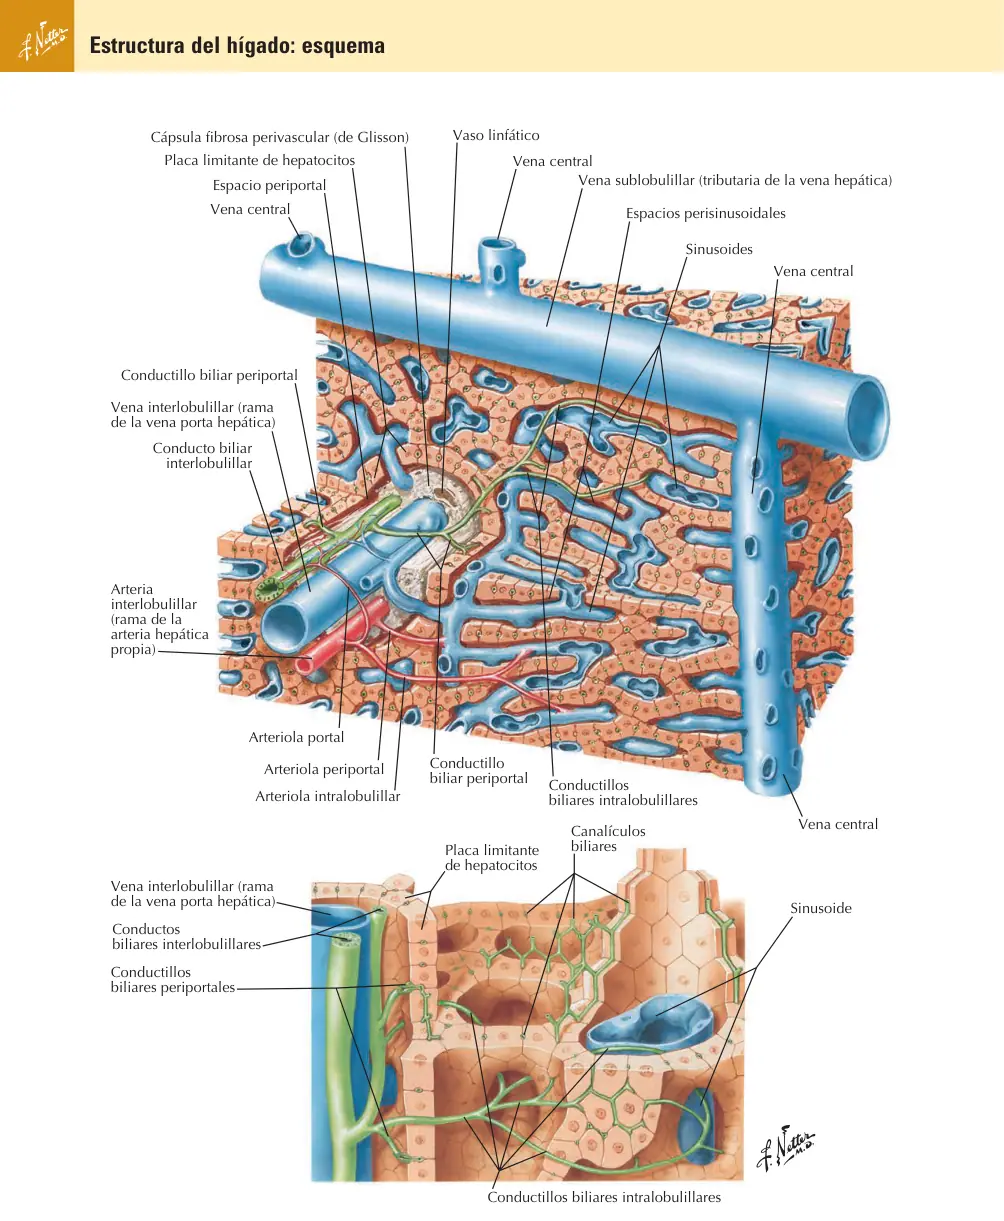 F. Netter
M.D.
Estructura del hígado: esquema
Cápsula fibrosa perivascular (de Glisson)
Vaso linfático
Placa limitante de hepatocitos
Vena central
Espacio periportal
Vena sublobulillar (tributaria de la vena hepática)
Vena central
Espacios perisinusoidales
Sinusoides
Vena central
Conductillo biliar periportal
Vena interlobulillar (rama
de la vena porta hepática)
Conducto biliar
interlobulillar
Arteria
interlobulillar
(rama de la
arteria hepática
propia)
Arteriola portal
Arteriola periportal
Arteriola intralobulillar
Conductillo
biliar periportal
Conductillos
biliares intralobulillares
Vena central
Canalículos
biliares
Placa limitante
de hepatocitos
Vena interlobulillar (rama
de la vena porta hepática)
Conductos
biliares interlobulillares
Conductillos
biliares periportales
Sinusoide
F. Netter
M.D.
Conductillos biliares intralobulillares